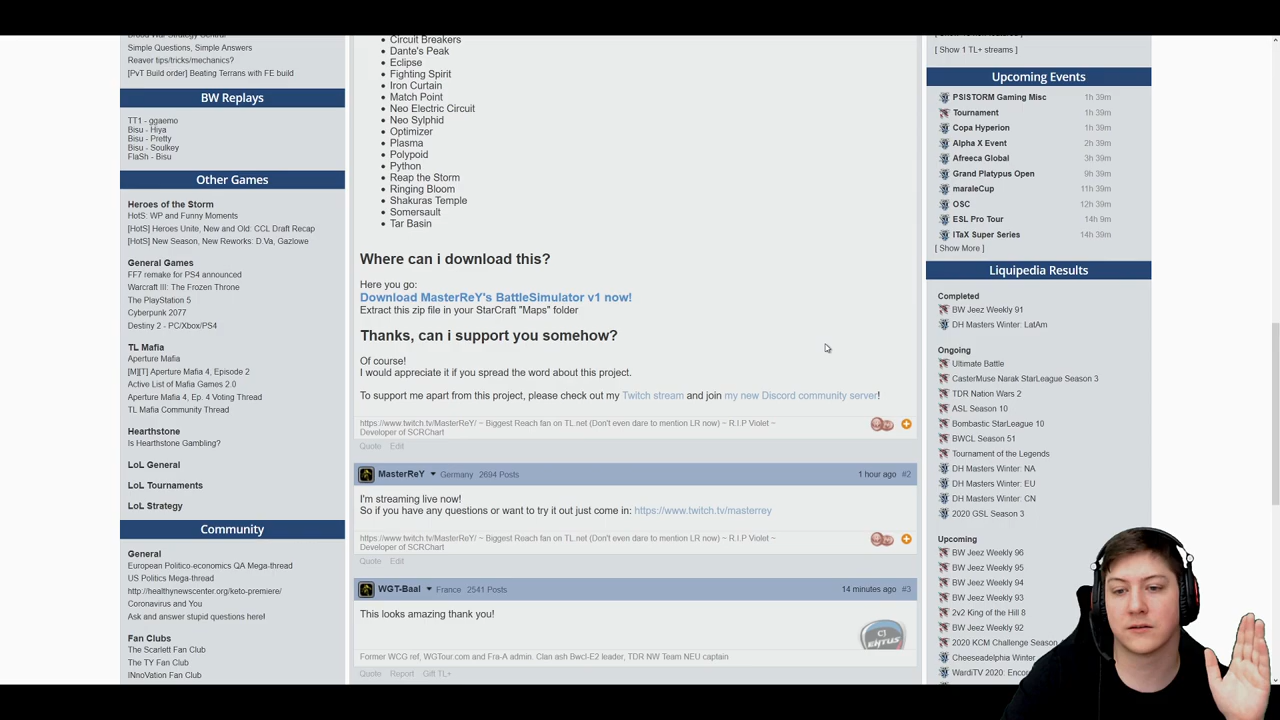 Simple Questions, Simple Answers
Reaver tips/tricks/mechanics?
[PvT Build order] Beating Terrans with FE build
BW Replays
TT1 - ggaemo
Bisu - Hiya
Bisu - Pretty
Bisu - Soulkey
FlaSh - Bisu
Other Games
Heroes of the Storm
HotS: WP and Funny Moments
[HotS] Heroes Unite, New and Old: CCL Draft Recap
[HotS] New Season, New Reworks: D.Va, Gazlowe
General Games
FF7 remake for PS4 announced
Warcraft III: The Frozen Throne
The PlayStation 5
Cyberpunk 2077
Destiny 2 - PC/Xbox/PS4
TL Mafia
Aperture Mafia
[M][T] Aperture Mafia 4, Episode 2
Active List of Mafia Games 2.0
Aperture Mafia 4, Ep. 4 Voting Thread
TL Mafia Community Thread
Hearthstone
Is Hearthstone Gambling?
LoL General
LoL Tournaments
LoL Strategy
Community
General
European Politico-economics QA Mega-thread
US Politics Mega-thread
http://healthynewscenter.org/keto-premiere/
Coronavirus and You
Ask and answer stupid questions here!
Fan Clubs
The Scarlett Fan Club
The TY Fan Club
INnoVation Fan Club
Circuit Breakers
Dante's Peak
Eclipse
Fighting Spirit
Iron Curtain
Match Point
Neo Electric Circuit
Neo Sylphid
Optimizer
Plasma
Polypoid
Python
Reap the Storm
Ringing Bloom
Shakuras Temple
Somersault
Tar Basin
Where can i download this?
Here you go:
Download MasterReY's BattleSimulator v1 now!
Extract this zip file in your StarCraft "Maps" folder
Thanks, can i support you somehow?
Of course!
I would appreciate it if you spread the word about this project.
To support me apart from this project, please check out my Twitch stream and join my new Discord community server!
https://www.twitch.tv/MasterReY/ ~ Biggest Reach fan on TL net (Don't even dare to mention LR now) ~ R.I.P Violet ~
Developer of SCRChart
Quote Edit
MasterReY Germany 2694 Posts 1 hour ago #2
I'm streaming live now!
So if you have any questions or want to try it out just come in: https://www.twitch.tv/masterrey
https://www.twitch.tv/MasterReY/ ~ Biggest Reach fan on TL net (Don't even dare to mention LR now) ~ R.I.P Violet ~
Developer of SCRChart
Quote Edit
WGT-Baal France 2541 Posts 14 minutes ago #3
This looks amazing thank you!
Former WCG ref, WGTour.com and Fra-A admin. Clan ash Bwcl-E2 leader, TDR NW Team NEU captain
Quote Report Gift TL+
[ Show 1 TL+ streams ]
Upcoming Events
PSISTORM Gaming Misc 1h 39m
Tournament 1h 39m
Copa Hyperion 1h 39m
Alpha X Event 2h 39m
Afreeca Global 3h 39m
Grand Platypus Open 9h 39m
maraleCup 11h 39m
OSC 12h 39m
ESL Pro Tour 14h 9m
ITaX Super Series 14h 39m
[ Show More ]
Liquipedia Results
Completed
BW Jeez Weekly 91
DH Masters Winter: LatAm
Ongoing
Ultimate Battle
CasterMuse Narak StarLeague Season 3
TDR Nation Wars 2
ASL Season 10
Bombastic StarLeague 10
BWCL Season 51
Tournament of the Legends
DH Masters Winter: NA
DH Masters Winter: EU
DH Masters Winter: CN
2020 GSL Season 3
Upcoming
BW Jeez Weekly 96
BW Jeez Weekly 95
BW Jeez Weekly 94
BW Jeez Weekly 93
2v2 King of the Hill 8
BW Jeez Weekly 92
2020 KCM Challenge Season
Cheeseadelphia Winter
WardiTV 2020: